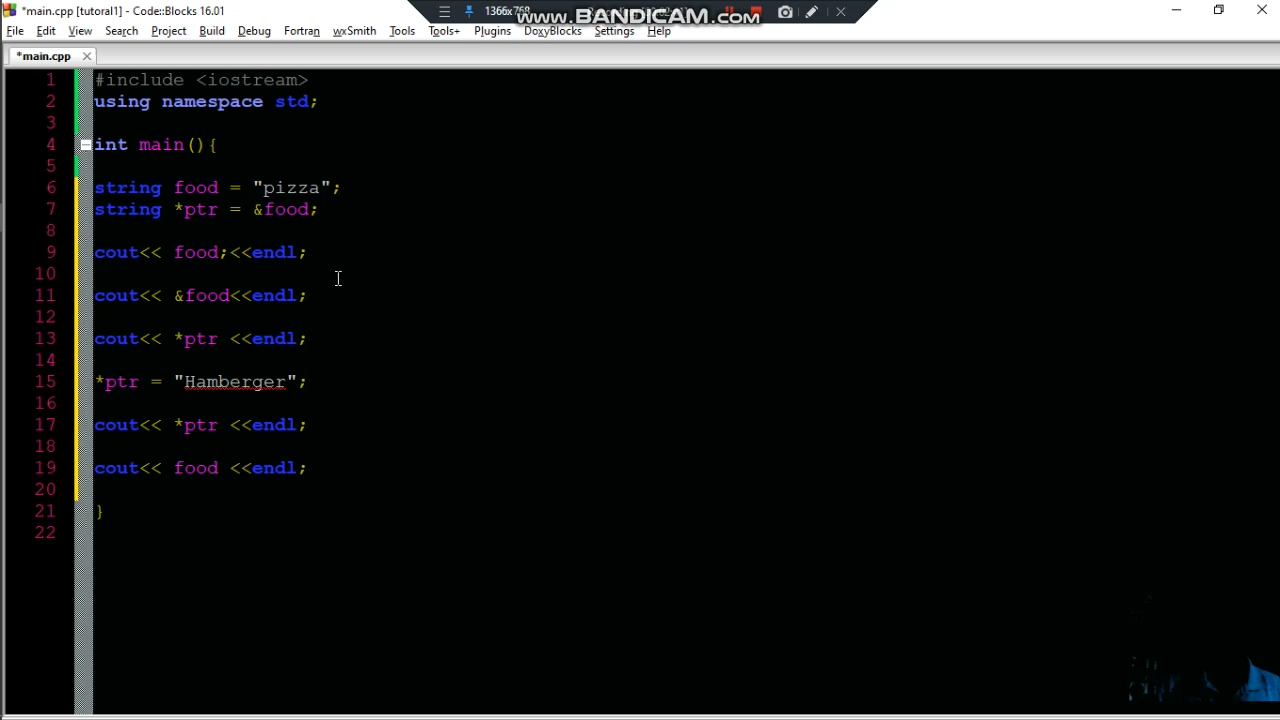 *main.cpp [tutoral1] - Code::Blocks 16.01
1366x768
www.BANDICAM.com
File Edit View Search Project Build Debug Fortran wxSmith Tools Tools+ Plugins DoxyBlocks Settings Help
*main.cpp
1 #include <iostream>
2 using namespace std;
3
4 int main(){
5
6 string food = "pizza";
7 string *ptr = &food;
8
9 cout<< food;<<endl;
10
11 cout<< &food<<endl;
12
13 cout<< *ptr <<endl;
14
15 *ptr = "Hamberger";
16
17 cout<< *ptr <<endl;
18
19 cout<< food <<endl;
20
21 }
22